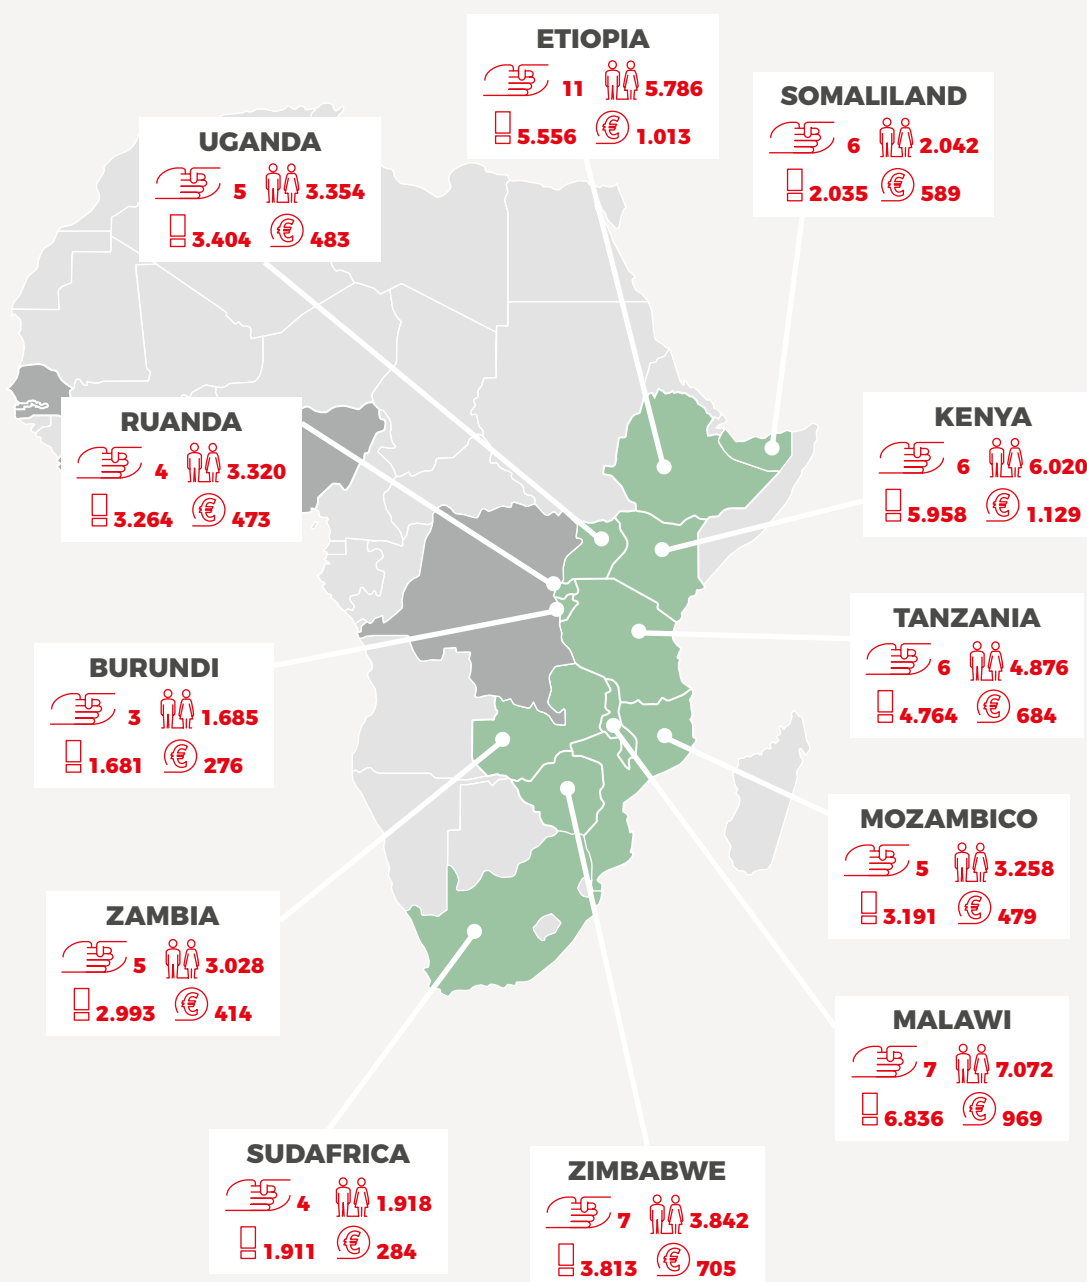 ETIOPIA
11 5.786
5.556 1.013
SOMALILAND
6 2.042
2.035 589
UGANDA
5 3.354
3.404 483
RUANDA
4 3.320
3.264 473
KENYA
6 6.020
5.958 1.129
TANZANIA
6 4.876
4.764 684
BURUNDI
3 1.685
1.681 276
MOZAMBICO
5 3.258
3.191 479
ZAMBIA
5 3.028
2.993 414
MALAWI
7 7.072
6.836 969
SUDAFRICA
4 1.918
1.911 284
ZIMBABWE
7 3.842
3.813 705